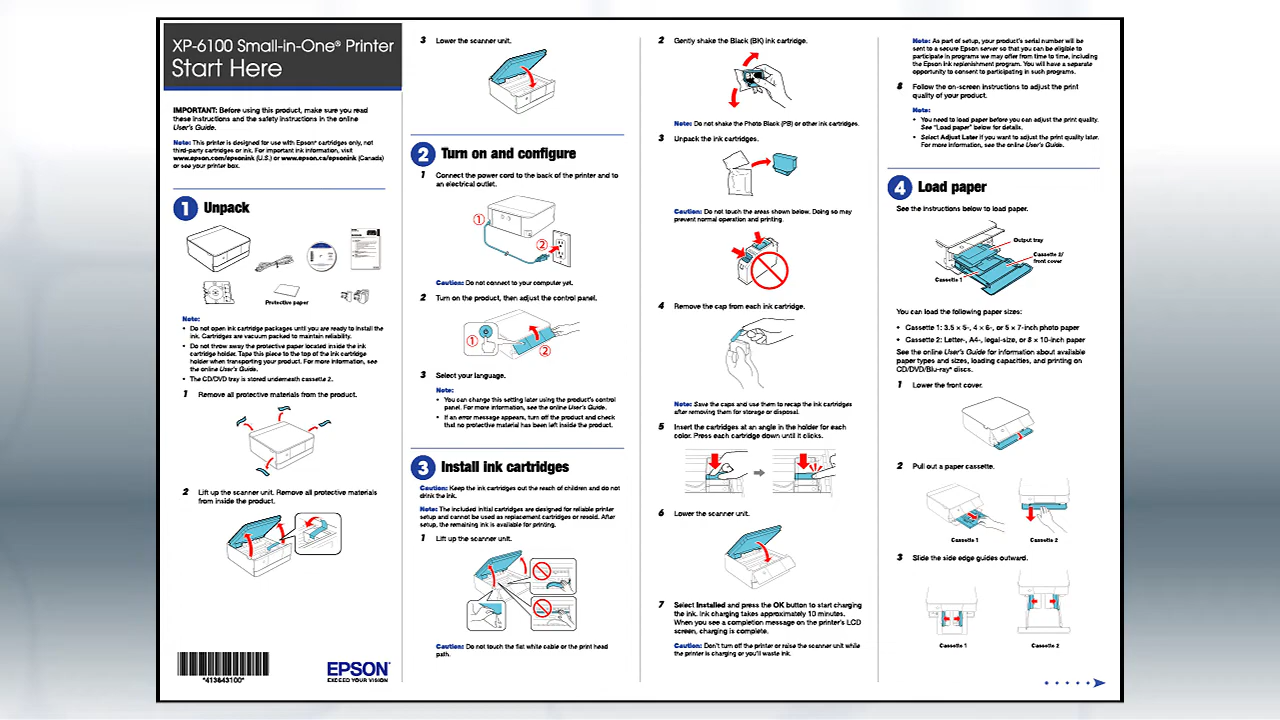 XP-6100 Small-in-One® Printer
Start Here
IMPORTANT: Before using this product, make sure you read
these instructions and the safety instructions in the online
User's Guide.
Note: This printer is designed for use with Epson® cartridges only, not
third-party cartridges or ink. For important ink information, visit
www.epson.com/epsonink (U.S.) or www.epson.ca/epsonink (Canada)
or see your printer box.
1 Unpack
Protective paper
Note:
• Do not open ink cartridge packages until you are ready to install the
ink. Cartridges are vacuum packed to maintain reliability.
• Do not throw away the protective paper located inside the ink
cartridge holder. Tape this piece to the top of the ink cartridge
holder when transporting your product. For more information, see
the online User's Guide.
• The CD/DVD tray is stored underneath cassette 2.
1 Remove all protective materials from the product.
2 Lift up the scanner unit. Remove all protective materials
from inside the product.
*413843100*
EPSON®
EXCEED YOUR VISION
3 Lower the scanner unit.
2 Turn on and configure
1 Connect the power cord to the back of the printer and to
an electrical outlet.
①
②
Caution: Do not connect to your computer yet.
2 Turn on the product, then adjust the control panel.
①
②
3 Select your language.
Note:
• You can change this setting later using the product's control
panel. For more information, see the online User's Guide.
• If an error message appears, turn off the product and check
that no protective material has been left inside the product.
3 Install ink cartridges
Caution: Keep the ink cartridges out the reach of children and do not
drink the ink.
Note: The included initial cartridges are designed for reliable printer
setup and cannot be used as replacement cartridges or resold. After
setup, the remaining ink is available for printing.
1 Lift up the scanner unit.
Caution: Do not touch the flat white cable or the print head
path.
2 Gently shake the Black (BK) ink cartridge.
BK
Note: Do not shake the Photo Black (PB) or other ink cartridges.
3 Unpack the ink cartridges.
Caution: Do not touch the areas shown below. Doing so may
prevent normal operation and printing.
4 Remove the cap from each ink cartridge.
Note: Save the caps and use them to recap the ink cartridges
after removing them for storage or disposal.
5 Insert the cartridges at an angle in the holder for each
color. Press each cartridge down until it clicks.
6 Lower the scanner unit.
7 Select Installed and press the OK button to start charging
the ink. Ink charging takes approximately 10 minutes.
When you see a completion message on the printer's LCD
screen, charging is complete.
Caution: Don't turn off the printer or raise the scanner unit while
the printer is charging or you'll waste ink.
Note: As part of setup, your product's serial number will be
sent to a secure Epson server so that you can be eligible to
participate in programs we may offer from time to time, including
the Epson ink replenishment program. You will have a separate
opportunity to consent to participating in such programs.
8 Follow the on-screen instructions to adjust the print
quality of your product.
Note:
• You need to load paper before you can adjust the print quality.
See "Load paper" below for details.
• Select Adjust Later if you want to adjust the print quality later.
For more information, see the online User's Guide.
4 Load paper
See the instructions below to load paper.
Output tray
Cassette 2/
front cover
Cassette 1
You can load the following paper sizes:
• Cassette 1: 3.5 × 5-, 4 × 6-, or 5 × 7-inch photo paper
• Cassette 2: Letter-, A4-, legal-size, or 8 × 10-inch paper
See the online User's Guide for information about available
paper types and sizes, loading capacities, and printing on
CD/DVD/Blu-ray® discs.
1 Lower the front cover.
2 Pull out a paper cassette.
Cassette 1
Cassette 2
3 Slide the side edge guides outward.
Cassette 1
Cassette 2